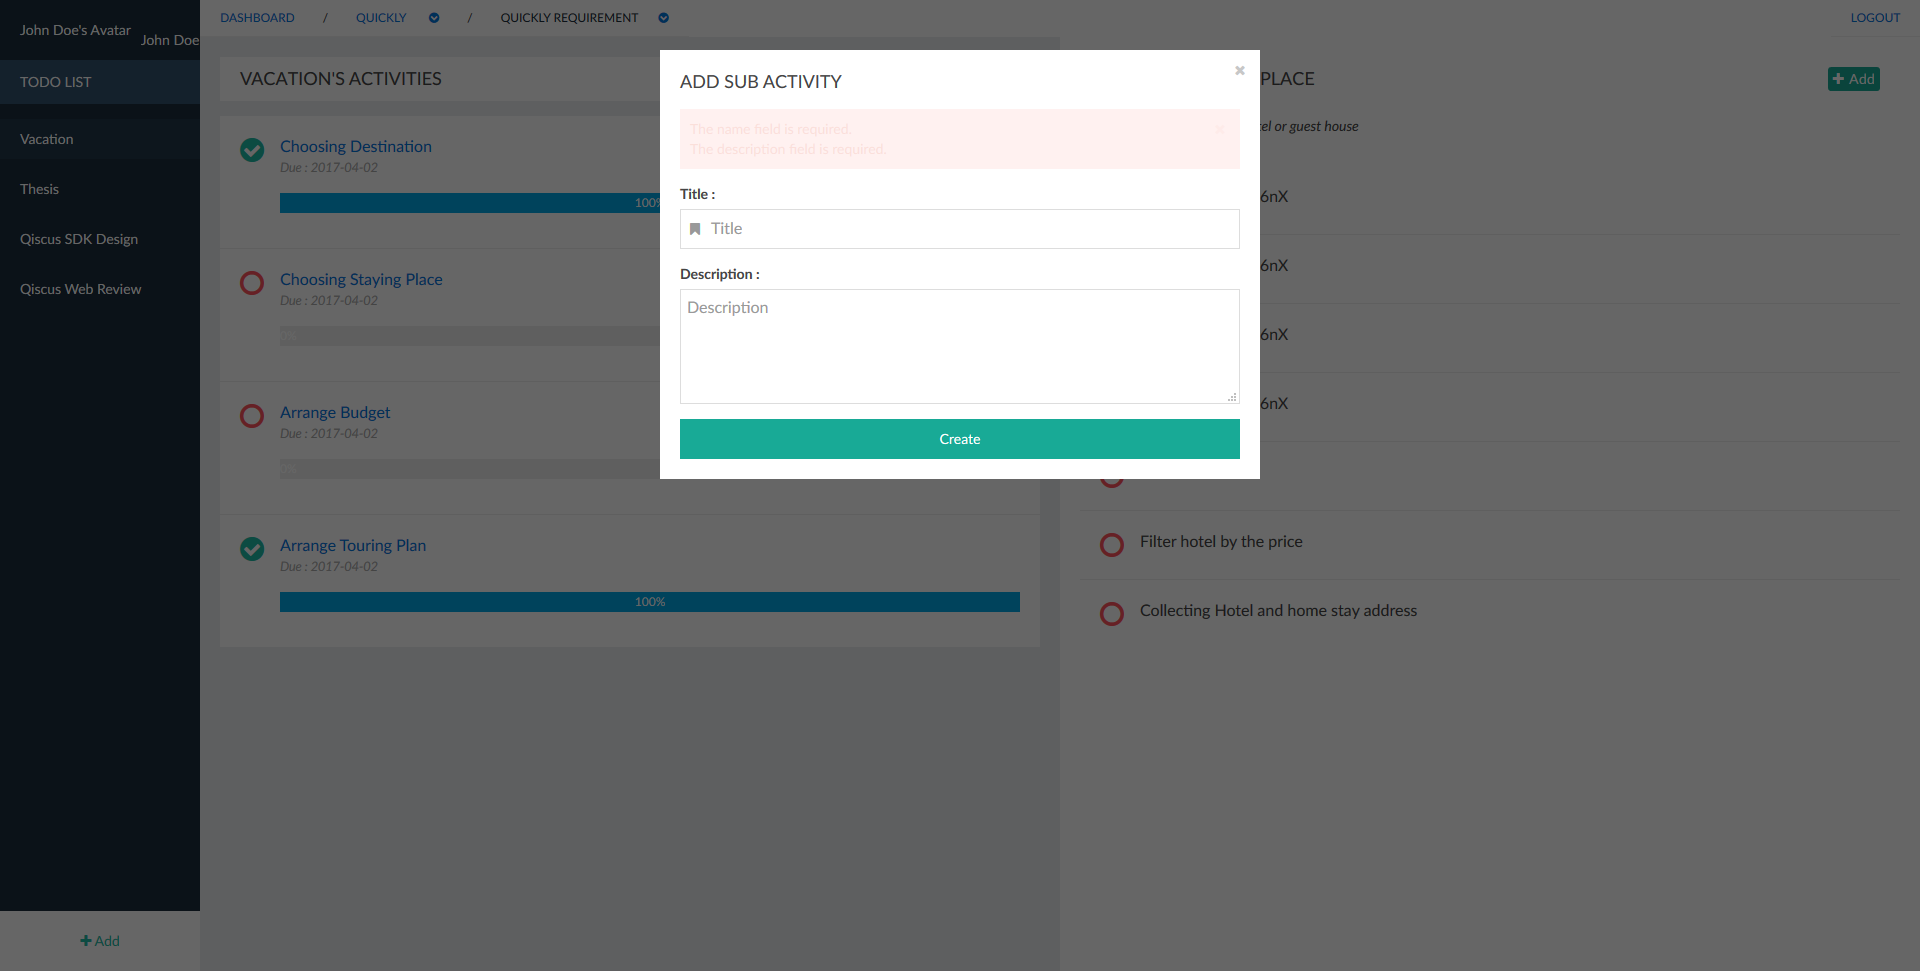 John Doe's Avatar
John Doe
TODO LIST
Vacation
Thesis
Qiscus SDK Design
Qiscus Web Review
+ Add
DASHBOARD / QUICKLY / QUICKLY REQUIREMENT
LOGOUT
VACATION'S ACTIVITIES
Choosing Destination
Due : 2017-04-02
100%
Choosing Staying Place
Due : 2017-04-02
0%
Arrange Budget
Due : 2017-04-02
0%
Arrange Touring Plan
Due : 2017-04-02
100%
ADD SUB ACTIVITY
The name field is required.
The description field is required.
Title :
Title
Description :
Description
Create
PLACE
+ Add
or guest house
6nX
6nX
6nX
6nX
Filter hotel by the price
Collecting Hotel and home stay address